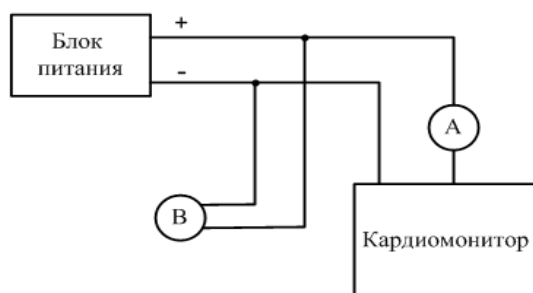 Блок
питания
+
-
А
В
Кардиомонитор